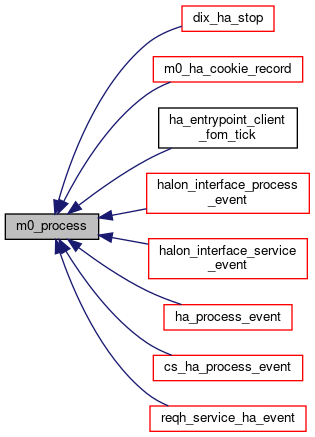 dix_ha_stop
m0_ha_cookie_record
ha_entrypoint_client
_fom_tick
halon_interface_process
_event
m0_process
halon_interface_service
_event
ha_process_event
cs_ha_process_event
reqh_service_ha_event